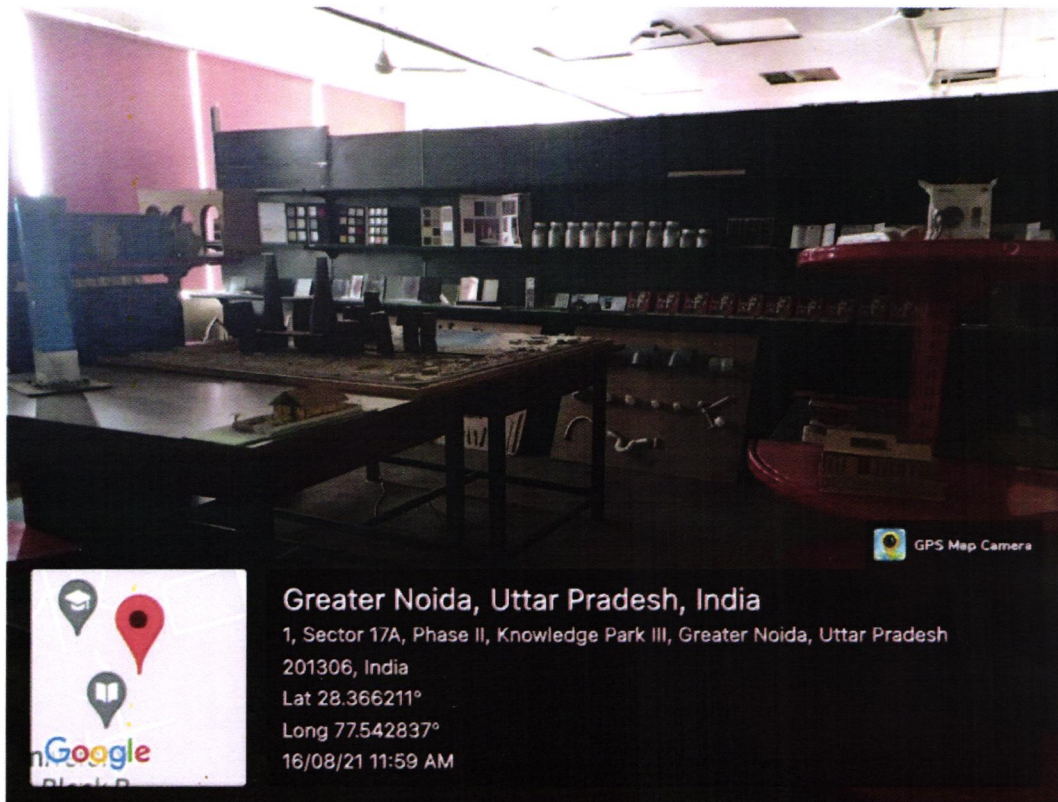 GPS Map Camera
Greater Noida, Uttar Pradesh, India
1, Sector 17A, Phase II, Knowledge Park III, Greater Noida, Uttar Pradesh
201306, India
Lat 28.366211°
Long 77.542837°
16/08/21 11:59 AM
Google